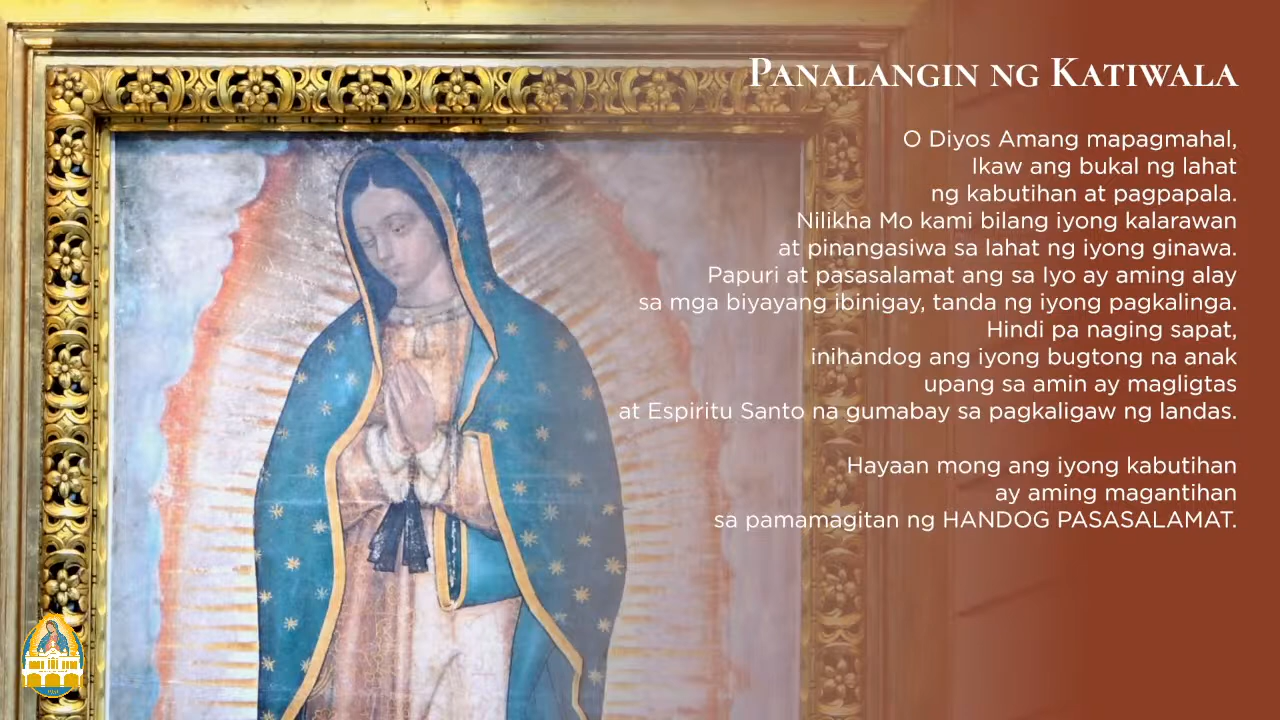 Panalangin ng Katiwala
O Diyos Amang mapagmahal,
Ikaw ang bukal ng lahat
ng kabutihan at pagpapala.
Nilikha Mo kami bilang iyong kalarawan
at pinangasiwa sa lahat ng iyong ginawa.
Papuri at pasasalamat ang sa Iyo ay aming alay
sa mga biyayang ibinigay, tanda ng iyong pagkalinga.
Hindi pa naging sapat,
inihandog ang iyong bugtong na anak
upang sa amin ay magligtas
at Espiritu Santo na gumabay sa pagkaligaw ng landas.
Hayaan mong ang iyong kabutihan
ay aming magantihan
sa pamamagitan ng HANDOG PASASALAMAT.